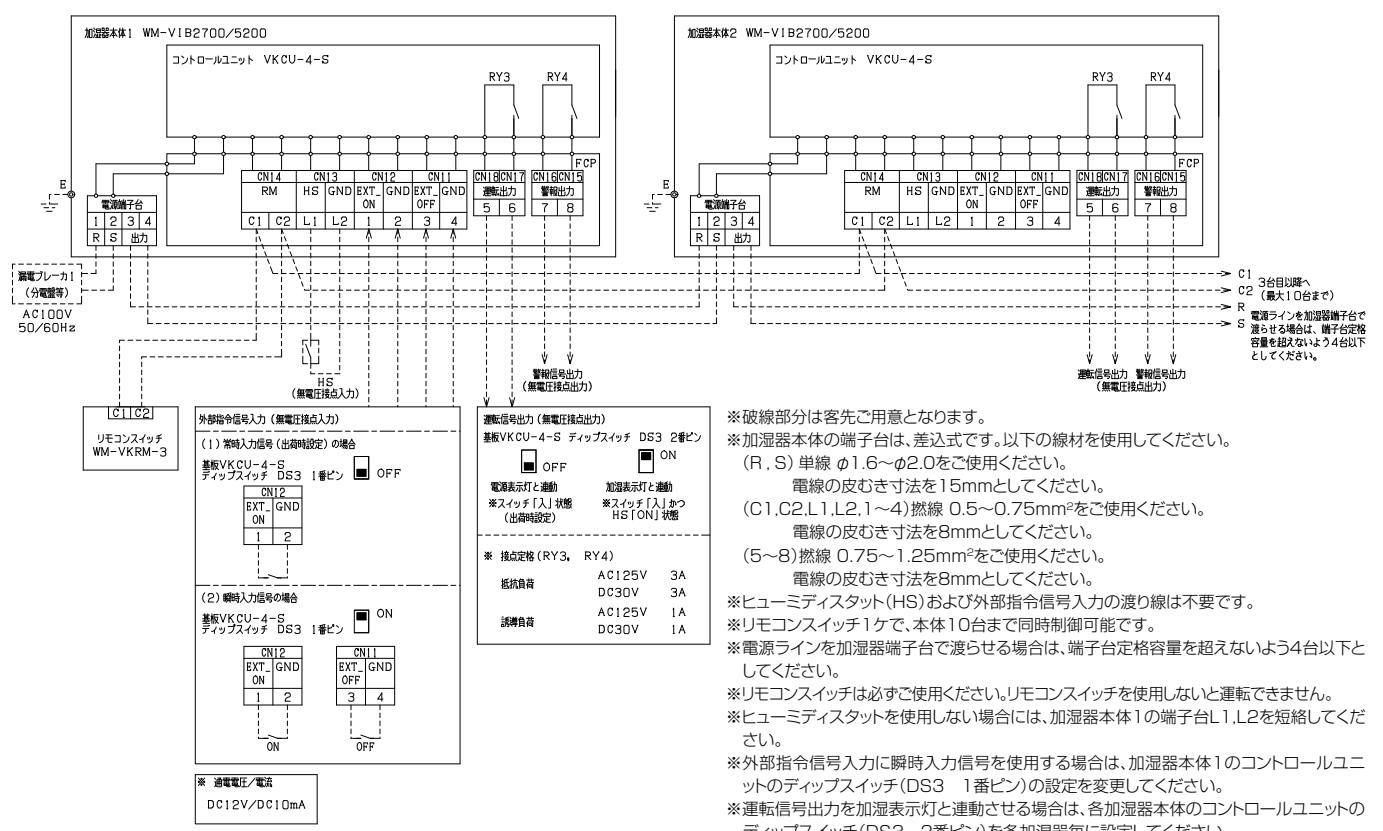 加湿器本体1 WM-VIB2700/5200
コントロールユニット VKCU-4-S
RY3 RY4
FCP
CN14 CN13 CN12 CN11 CN18 CN17 CN16 CN15
RM HS GND EXT_ON GND EXT_OFF GND 運転出力 警報出力
C1 C2 L1 L2 1 2 3 4 5 6 7 8
E
電源端子台
1 2 3 4
R S 出力
加湿器本体2 WM-VIB2700/5200
コントロールユニット VKCU-4-S
RY3 RY4
FCP
CN14 CN13 CN12 CN11 CN18 CN17 CN16 CN15
RM HS GND EXT_ON GND EXT_OFF GND 運転出力 警報出力
C1 C2 L1 L2 1 2 3 4 5 6 7 8
E
電源端子台
1 2 3 4
R S 出力
漏電ブレーカ1
(分電盤等)
AC100V
50/60Hz
C1
C2
3台目以降へ
(最大10台まで)
R
S
電源ラインを加湿器端子台で
渡らせる場合は、端子台定格
容量を超えないよう4台以下
としてください。
HS
(無電圧接点入力)
警報信号出力
(無電圧接点出力)
運転信号出力 警報信号出力
(無電圧接点出力)
C1 C2
リモコンスイッチ
WM-VKRM-3
外部指令信号入力(無電圧接点入力)
(1)常時入力信号(出荷時設定)の場合
基板VKCU-4-S
ディップスイッチ DS3 1番ピン OFF
CN12
EXT_ON GND
1 2
(2)瞬時入力信号の場合
基板VKCU-4-S
ディップスイッチ DS3 1番ピン ON
CN12 CN11
EXT_ON GND EXT_OFF GND
1 2 3 4
ON OFF
※ 通電電圧/電流
DC12V/DC10mA
運転信号出力(無電圧接点出力)
基板VKCU-4-S ディップスイッチ DS3 2番ピン
OFF ON
電源表示灯と連動 加湿表示灯と連動
※スイッチ「入」状態 ※スイッチ「入」かつ
(出荷時設定) HS「ON」状態
※ 接点定格(RY3, RY4)
抵抗負荷 AC125V 3A
DC30V 3A
誘導負荷 AC125V 1A
DC30V 1A
※破線部分は客先ご用意となります。
※加湿器本体の端子台は、差込式です。以下の線材を使用してください。
(R,S)単線 φ1.6〜φ2.0をご使用ください。
電線の皮むき寸法を15mmとしてください。
(C1,C2,L1,L2,1〜4)撚線 0.5〜0.75mm²をご使用ください。
電線の皮むき寸法を8mmとしてください。
(5〜8)撚線 0.75〜1.25mm²をご使用ください。
電線の皮むき寸法を8mmとしてください。
※ヒューミディスタット(HS)および外部指令信号入力の渡り線は不要です。
※リモコンスイッチ1ケで、本体10台まで同時制御可能です。
※電源ラインを加湿器端子台で渡らせる場合は、端子台定格容量を超えないよう4台以下と
してください。
※リモコンスイッチは必ずご使用ください。リモコンスイッチを使用しないと運転できません。
※ヒューミディスタットを使用しない場合には、加湿器本体1の端子台L1,L2を短絡してくだ
さい。
※外部指令信号入力に瞬時入力信号を使用する場合は、加湿器本体1のコントロールユニ
ットのディップスイッチ(DS3 1番ピン)の設定を変更してください。
※運転信号出力を加湿表示灯と連動させる場合は、各加湿器本体のコントロールユニットの
ディップスイッチ(DS3 2番ピン)を各加湿器毎に設定してください